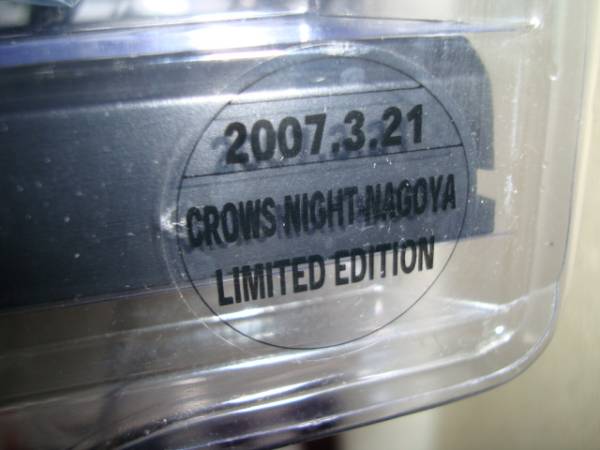 2007.3.21
CROWS NIGHT NAGOYA
LIMITED EDITION